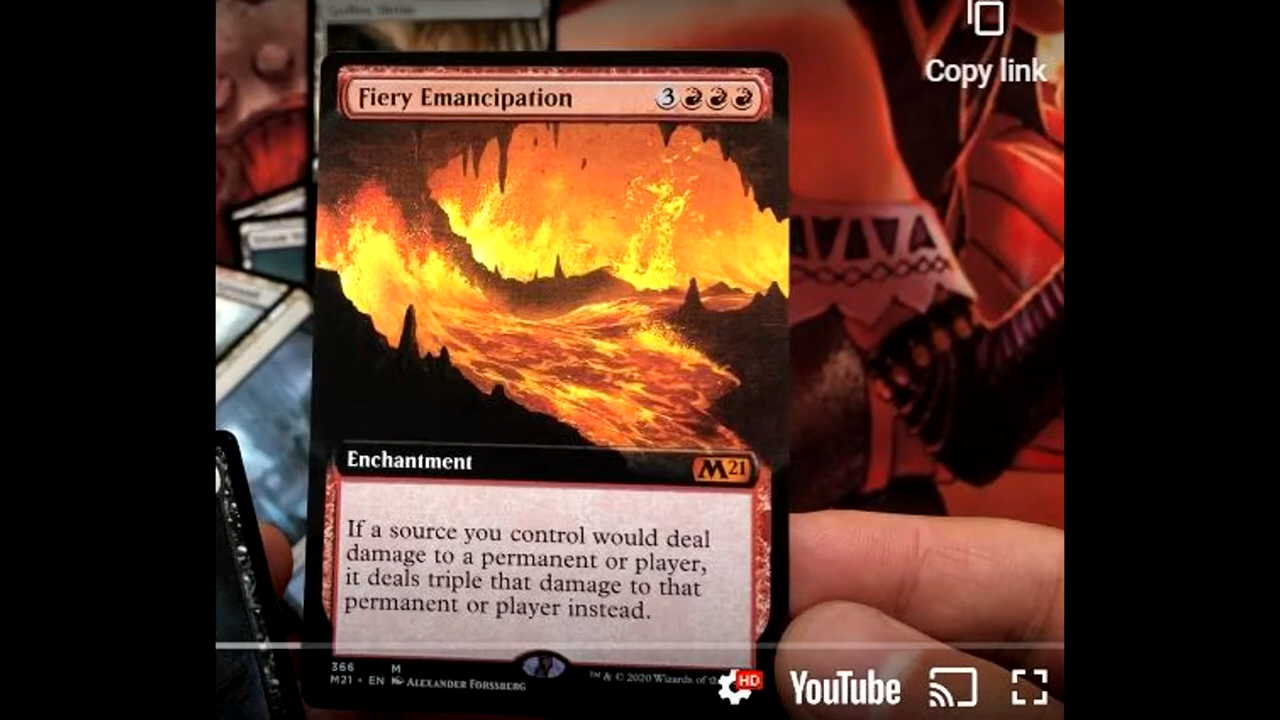 Copy link
Fiery Emancipation 3
Enchantment M21
If a source you control would deal
damage to a permanent or player,
it deals triple that damage to that
permanent or player instead.
366 M
M21 • EN ALEXANDER FORSSBERG
™ & © 2020 Wizards of
HD
YouTube